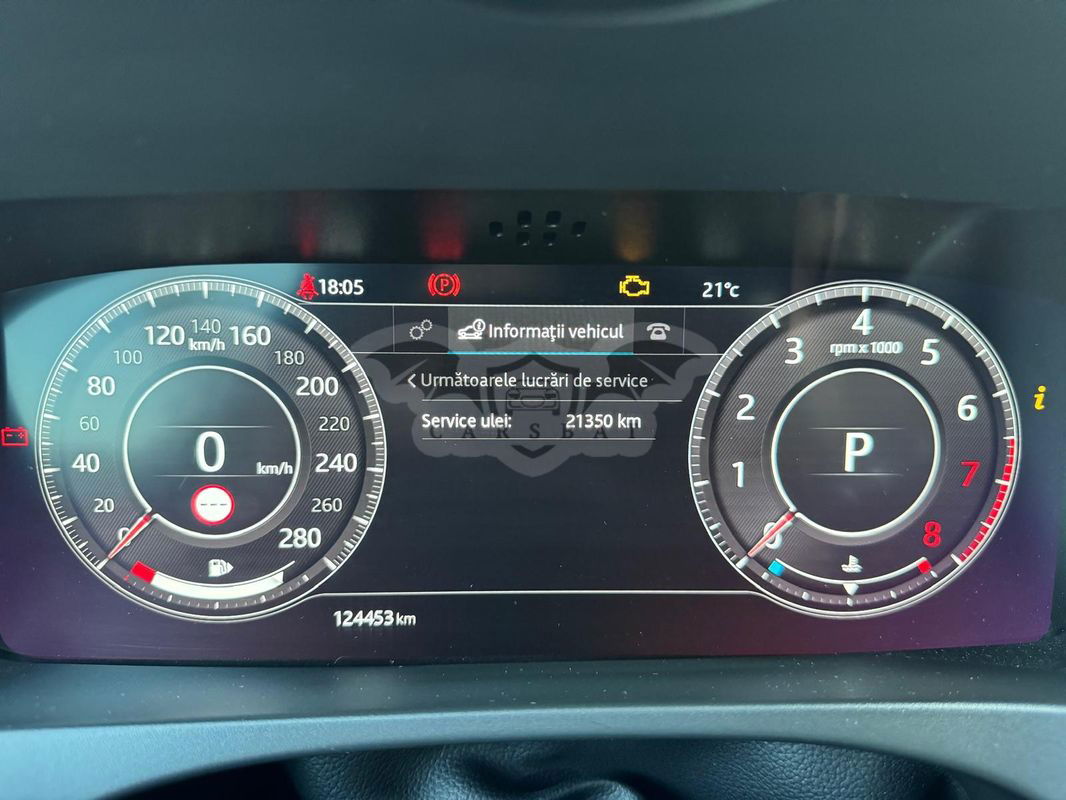 18:05
P
21°C
Informații vehicul
Următoarele lucrări de service
Service ulei: 21350 km
CARSBAT
0 20 40 60 80 100 120 140 160 180 200 220 240 260 280
km/h
0
km/h
---
0 1 2 3 4 5 6 7 8
rpm x 1000
P
i
124453 km